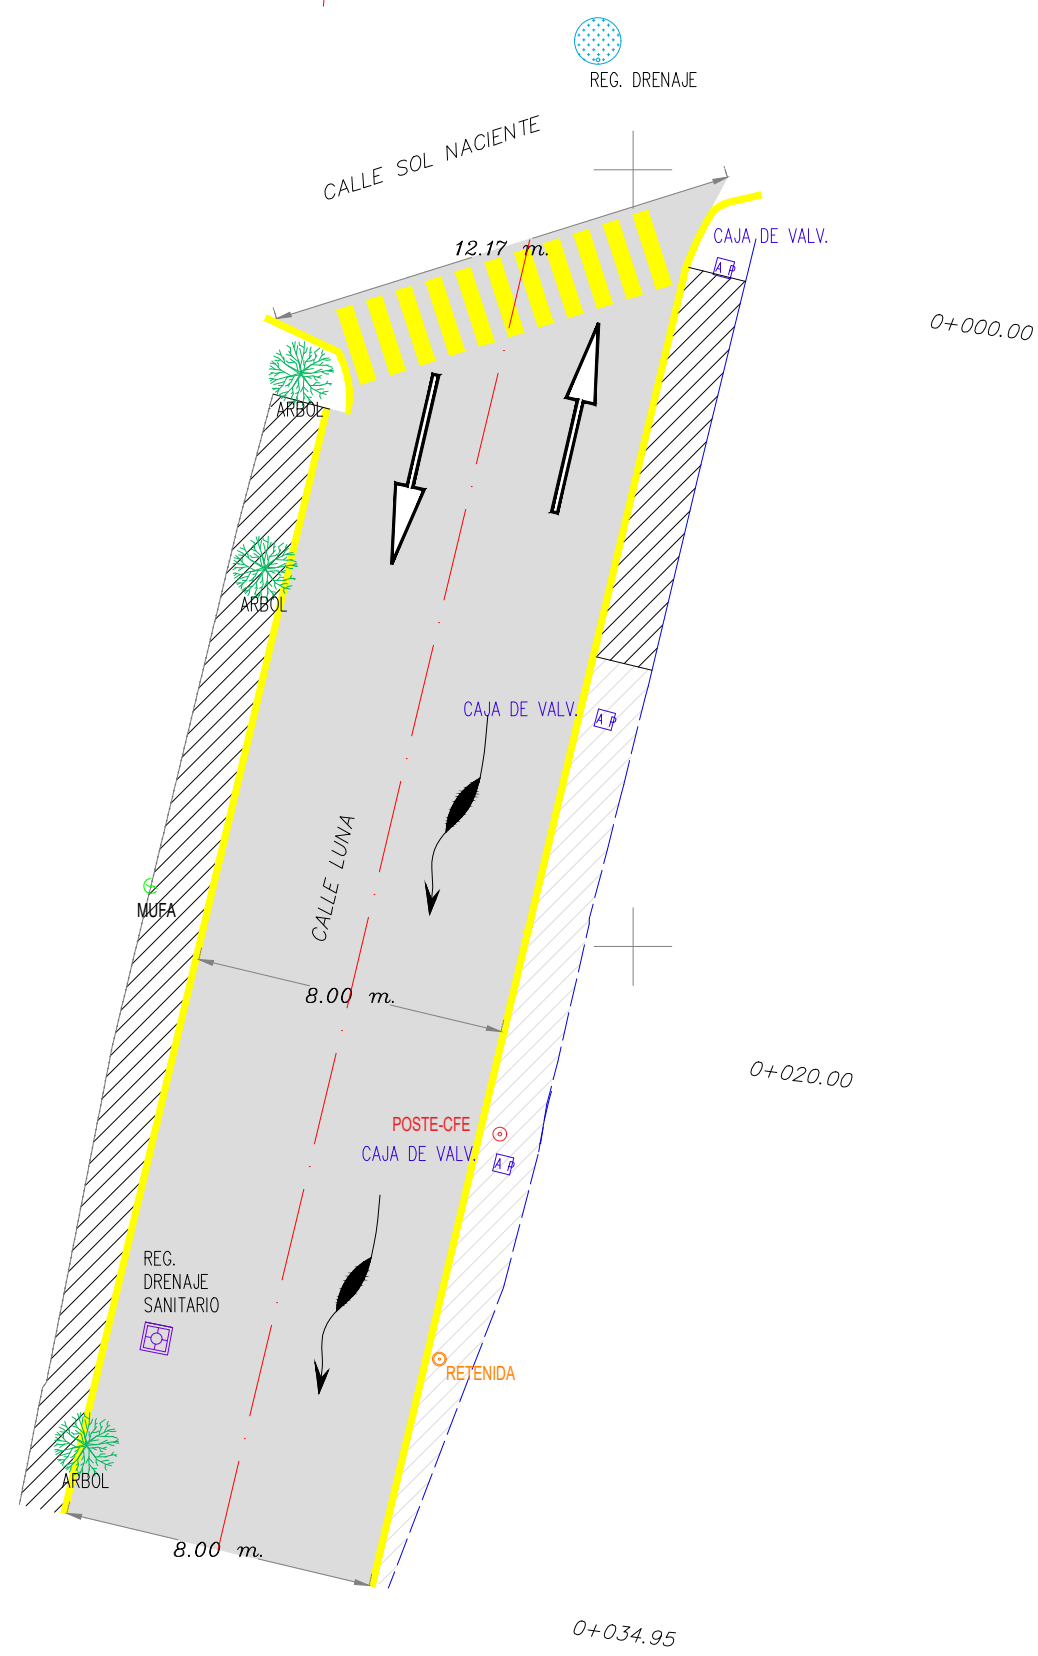 REG. DRENAJE
CALLE SOL NACIENTE
12.17 m.
CAJA DE VALV.
A P
0+000.00
ARBOL
ARBOL
CAJA DE VALV.
A P
CALLE LUNA
MUFA
8.00 m.
0+020.00
POSTE-CFE
CAJA DE VALV.
A P
REG.
DRENAJE
SANITARIO
RETENIDA
ARBOL
8.00 m.
0+034.95